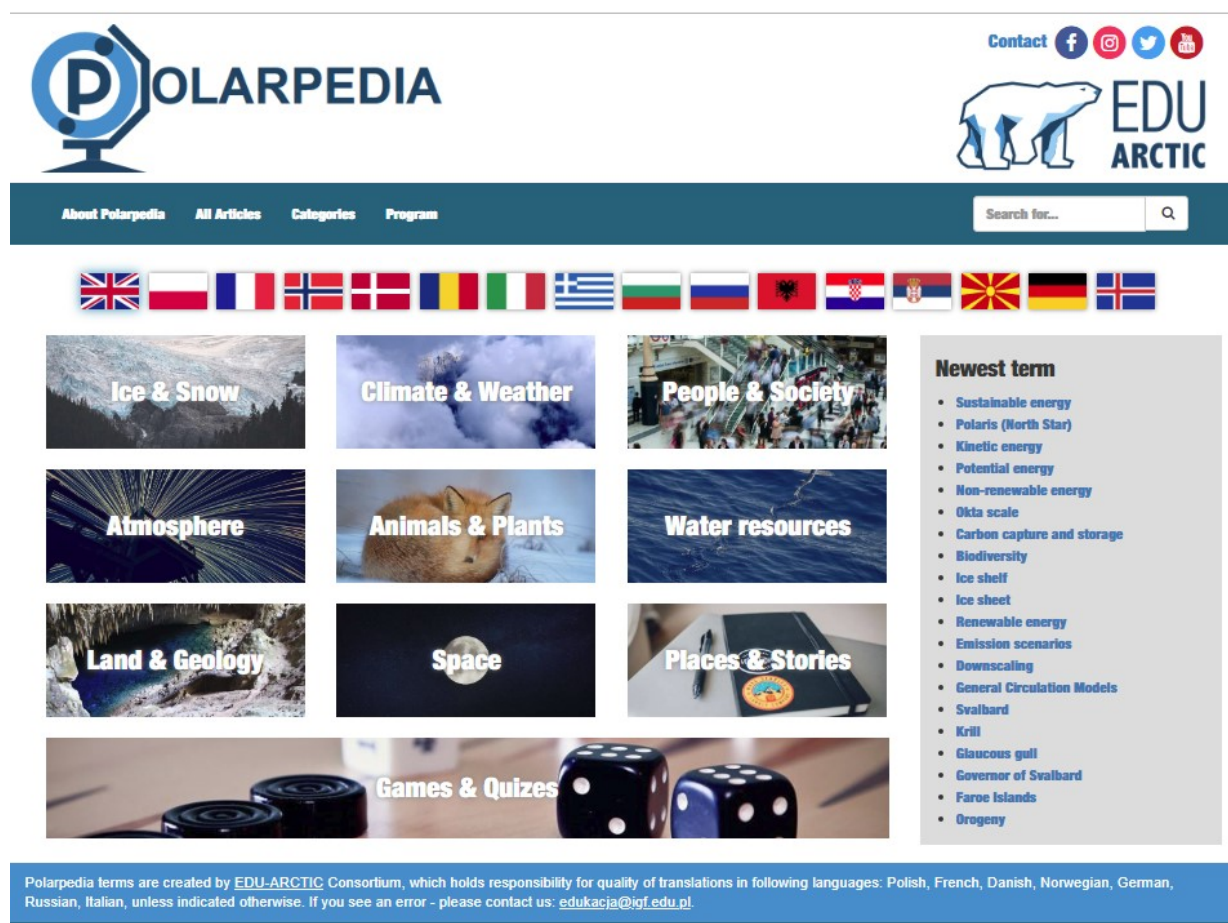 POLARPEDIA
Contact
EDU
ARCTIC
About Polarpedia All Articles Categories Program
Search for...
Ice & Snow
Climate & Weather
People & Society
Atmosphere
Animals & Plants
Water resources
Land & Geology
Space
Places & Stories
Games & Quizes
Newest term
Sustainable energy
Polaris (North Star)
Kinetic energy
Potential energy
Non-renewable energy
Okta scale
Carbon capture and storage
Biodiversity
Ice shelf
Ice sheet
Renewable energy
Emission scenarios
Downscaling
General Circulation Models
Svalbard
Krill
Glaucous gull
Governor of Svalbard
Faroe Islands
Orogeny
Polarpedia terms are created by EDU-ARCTIC Consortium, which holds responsibility for quality of translations in following languages: Polish, French, Danish, Norwegian, German,
Russian, Italian, unless indicated otherwise. If you see an error - please contact us: edukacja@igf.edu.pl.